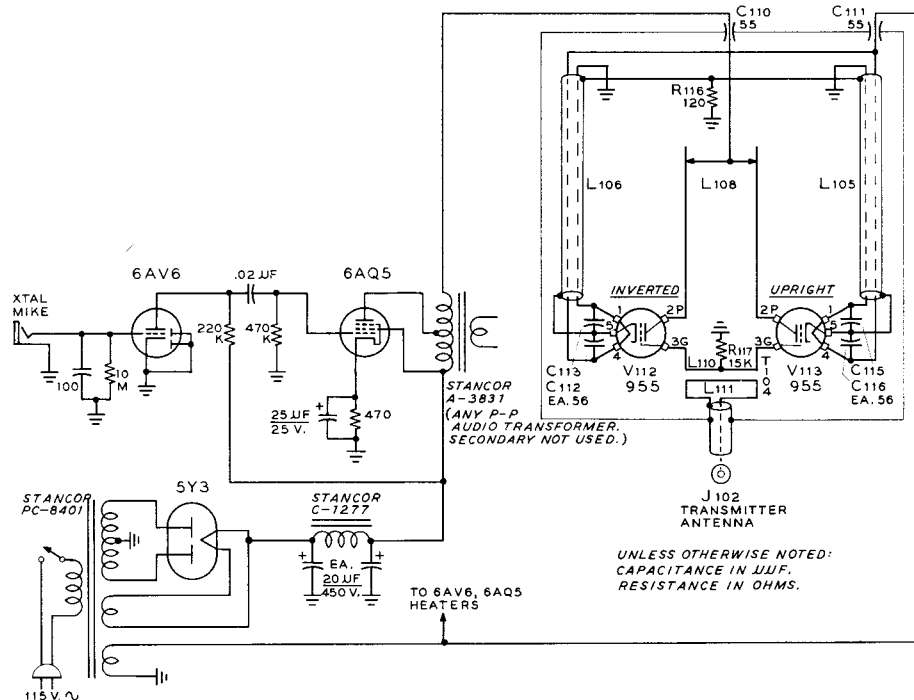 C110
55
C111
55
R116
120
L106
L108
L105
6AV6
.02 µF
6AQ5
XTAL
MIKE
220
K
470
K
100
10
M
25 µF
25 V.
470
STANCOR
A-3831
(ANY P-P
AUDIO TRANSFORMER.
SECONDARY NOT USED.)
INVERTED
UPRIGHT
1
5
4
2P
3G
2P
3G
1
5
4
L110
R117
15K
T104
L111
C113
C112
EA. 56
V112
955
V113
955
C115
C116
EA. 56
J102
TRANSMITTER
ANTENNA
STANCOR
PC-8401
5Y3
STANCOR
C-1277
EA.
20 µF
450 V.
TO 6AV6, 6AQ5
HEATERS
UNLESS OTHERWISE NOTED:
CAPACITANCE IN µµF.
RESISTANCE IN OHMS.
115 V. ~